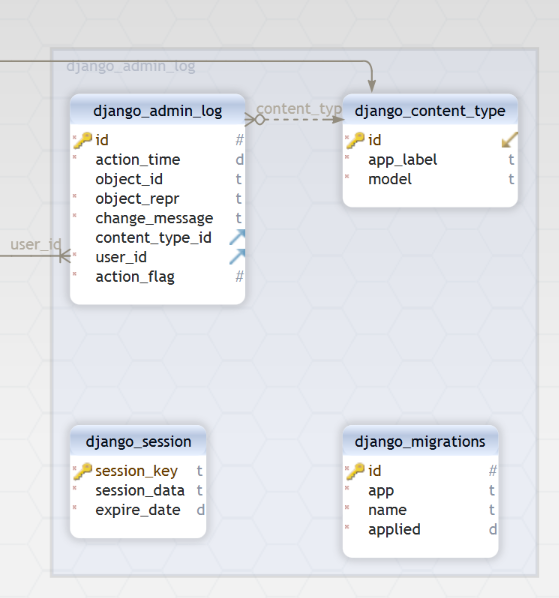 django_admin_log
django_admin_log
content_typ
django_content_type
id #
action_time d
object_id t
object_repr t
change_message t
content_type_id
user_id
action_flag #
id
app_label t
model t
user_id
django_session
session_key t
session_data t
expire_date d
django_migrations
id #
app t
name t
applied d